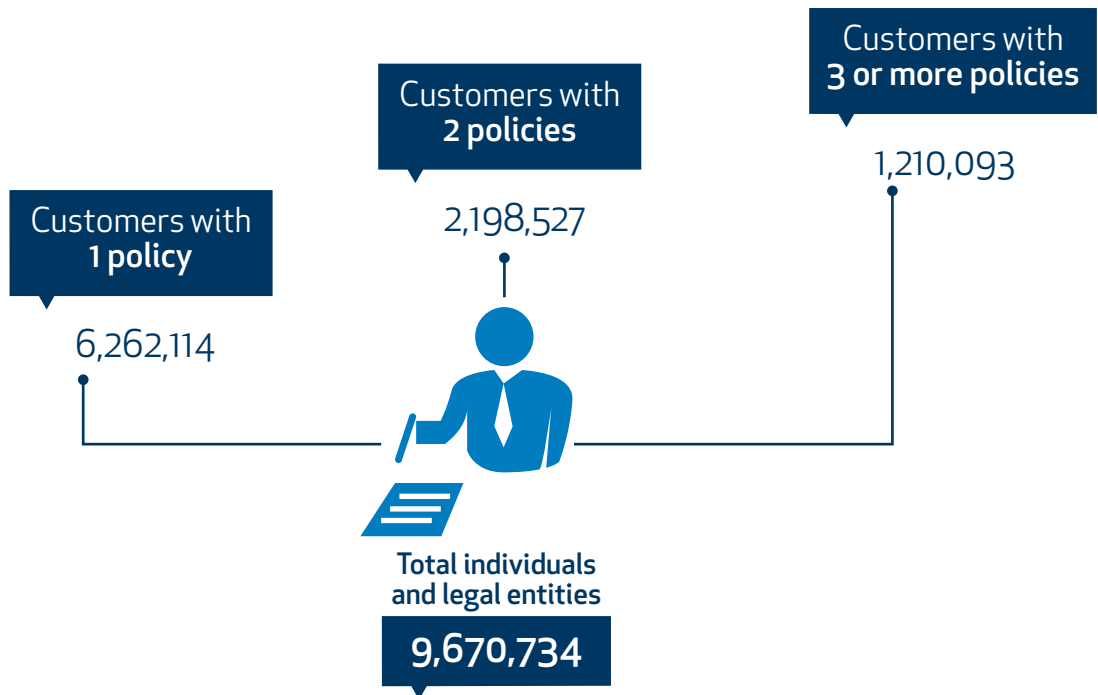 Customers with
1 policy
6,262,114
Customers with
2 policies
2,198,527
Customers with
3 or more policies
1,210,093
Total individuals
and legal entities
9,670,734